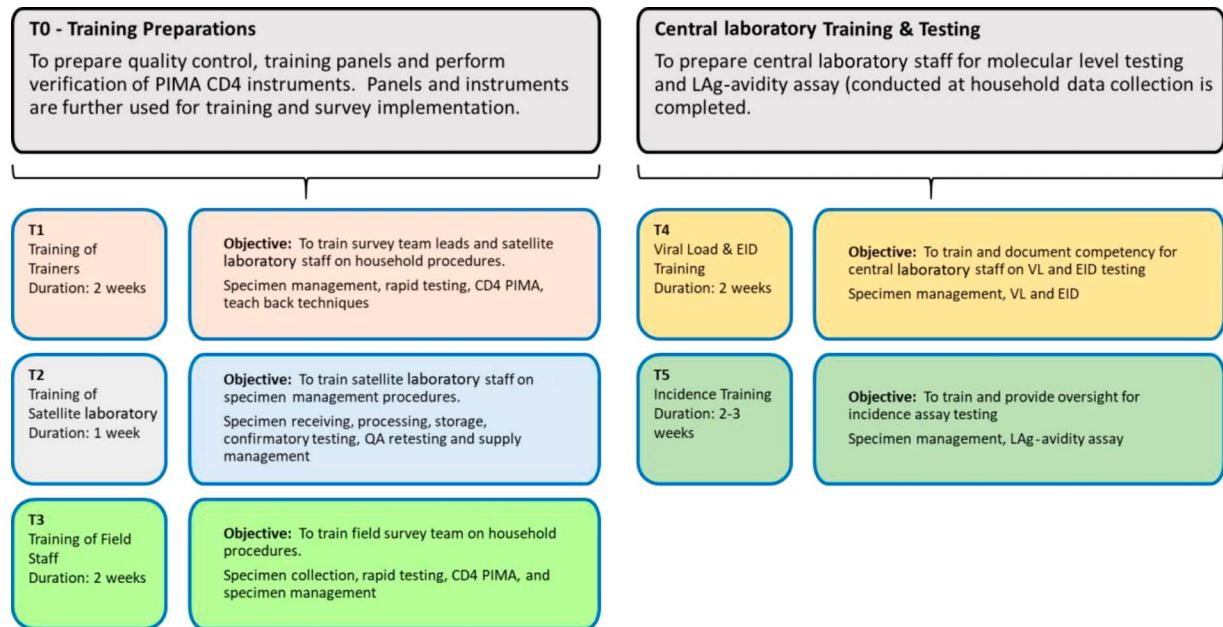 T0 - Training Preparations
To prepare quality control, training panels and perform
verification of PIMA CD4 instruments.  Panels and instruments
are further used for training and survey implementation.
T1
Training of
Trainers
Duration: 2 weeks
Objective:  To train survey team leads and satellite
laboratory staff on household procedures.
Specimen management, rapid testing, CD4 PIMA,
teach back techniques
T2
Training of
Satellite laboratory
Duration: 1 week
Objective:  To train satellite laboratory staff on
specimen management procedures.
Specimen receiving, processing, storage,
confirmatory testing, QA retesting and supply
management
T3
Training of Field
Staff
Duration: 2 weeks
Objective:  To train field survey team on household
procedures.
Specimen collection, rapid testing, CD4 PIMA, and
specimen management
Central laboratory Training & Testing
To prepare central laboratory staff for molecular level testing
and LAg-avidity assay (conducted at household data collection is
completed.
T4
Viral Load & EID
Training
Duration: 2 weeks
Objective:  To train and document competency for
central laboratory staff on VL and EID testing
Specimen management, VL and EID
T5
Incidence Training
Duration: 2-3
weeks
Objective:  To train and provide oversight for
incidence assay testing
Specimen management, LAg-avidity assay